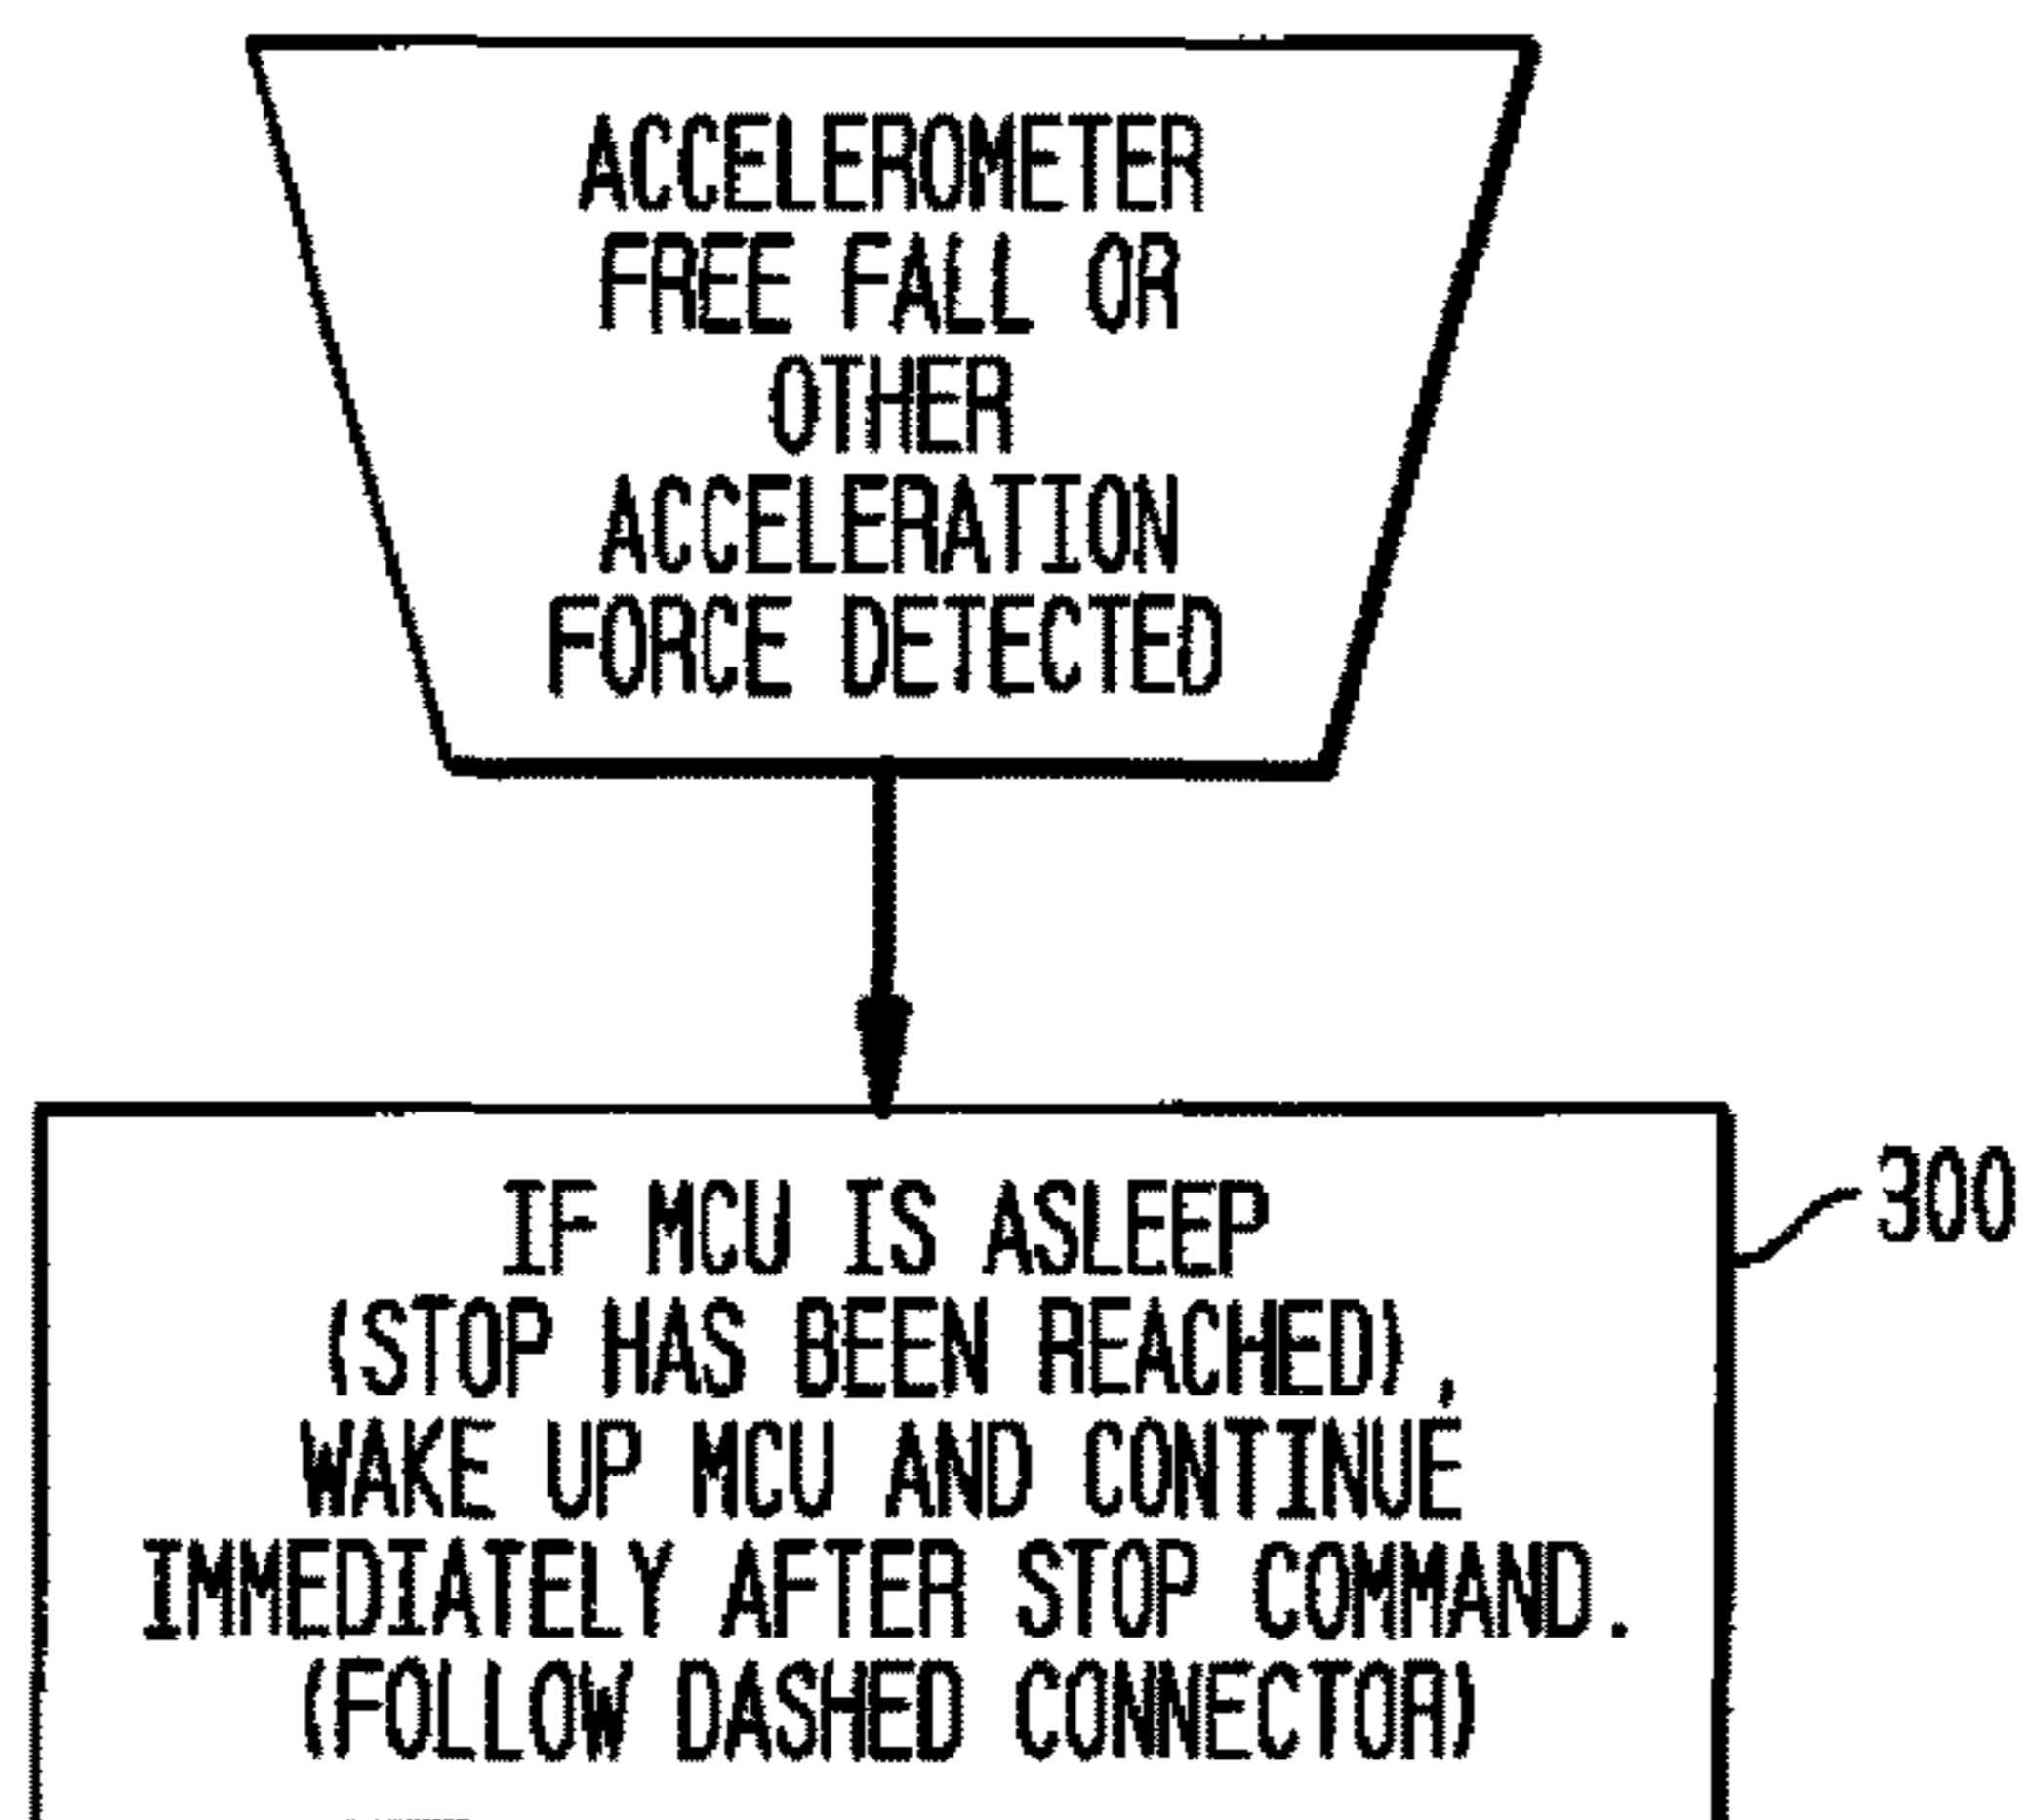 ACCELEROMETER
FREE FALL OR
OTHER
ACCELERATION
FORCE DETECTED
IF MCU IS ASLEEP
300
(STOP HAS BEEN REACHED),
WAKE UP MCU AND CONTINUE
IMMEDIATELY AFTER STOP COMMAND.
(FOLLOW DASHED CONNECTOR)